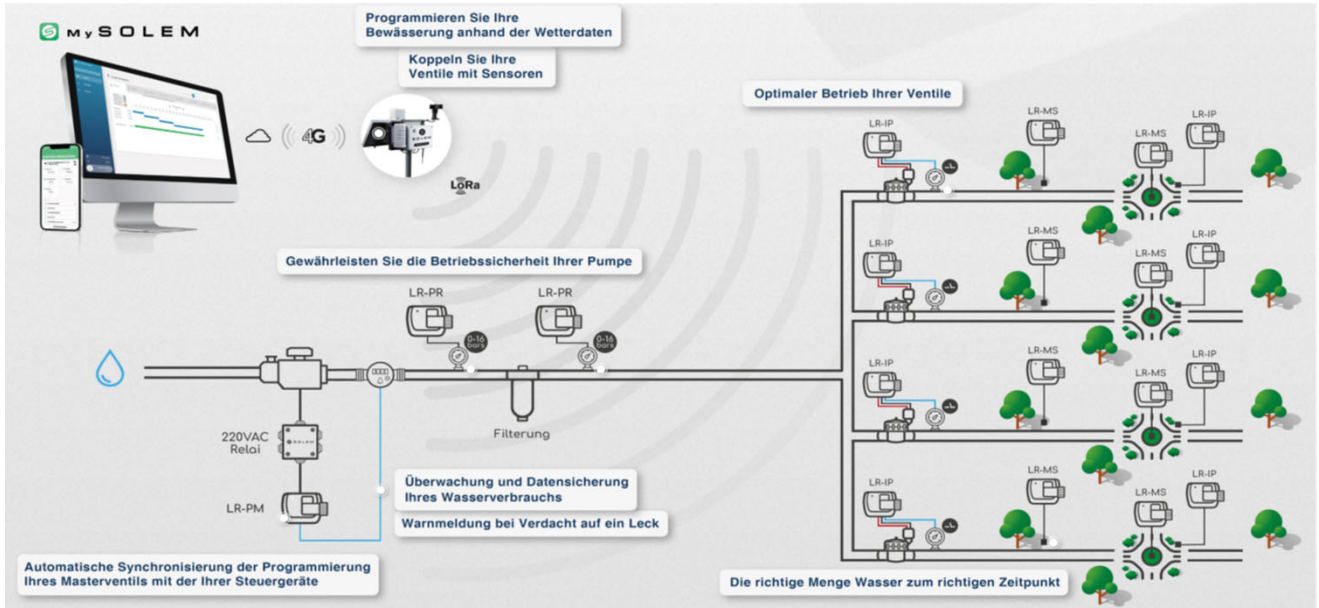 MySOLEM
Programmieren Sie Ihre
Bewässerung anhand der Wetterdaten
Koppeln Sie Ihre
Ventile mit Sensoren
4G
SOLEM
LoRa
Optimaler Betrieb Ihrer Ventile
LR-IP
LR-MS
LR-MS
LR-IP
LR-IP
LR-MS
LR-MS
LR-IP
LR-IP
LR-MS
LR-MS
LR-IP
LR-IP
LR-MS
LR-MS
LR-IP
Gewährleisten Sie die Betriebssicherheit Ihrer Pumpe
LR-PR
LR-PR
0-16
bars
0-16
bars
Filterung
220VAC
Relai
SOLEM
LR-PM
Überwachung und Datensicherung
Ihres Wasserverbrauchs
Warnmeldung bei Verdacht auf ein Leck
Automatische Synchronisierung der Programmierung
Ihres Masterventils mit der Ihrer Steuergeräte
Die richtige Menge Wasser zum richtigen Zeitpunkt